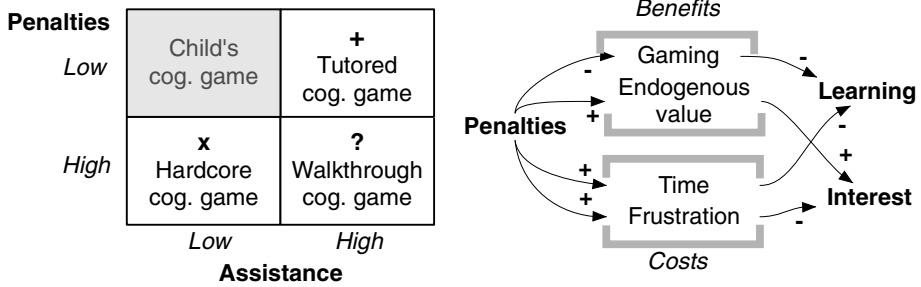 Penalties
Low
High
Child's
cog. game
+
Tutored
cog. game
x
Hardcore
cog. game
?
Walkthrough
cog. game
Low
High
Assistance
Benefits
Gaming
Endogenous
value
Penalties
-
+
+
+
Time
Frustration
Costs
-
Learning
-
+
Interest
-